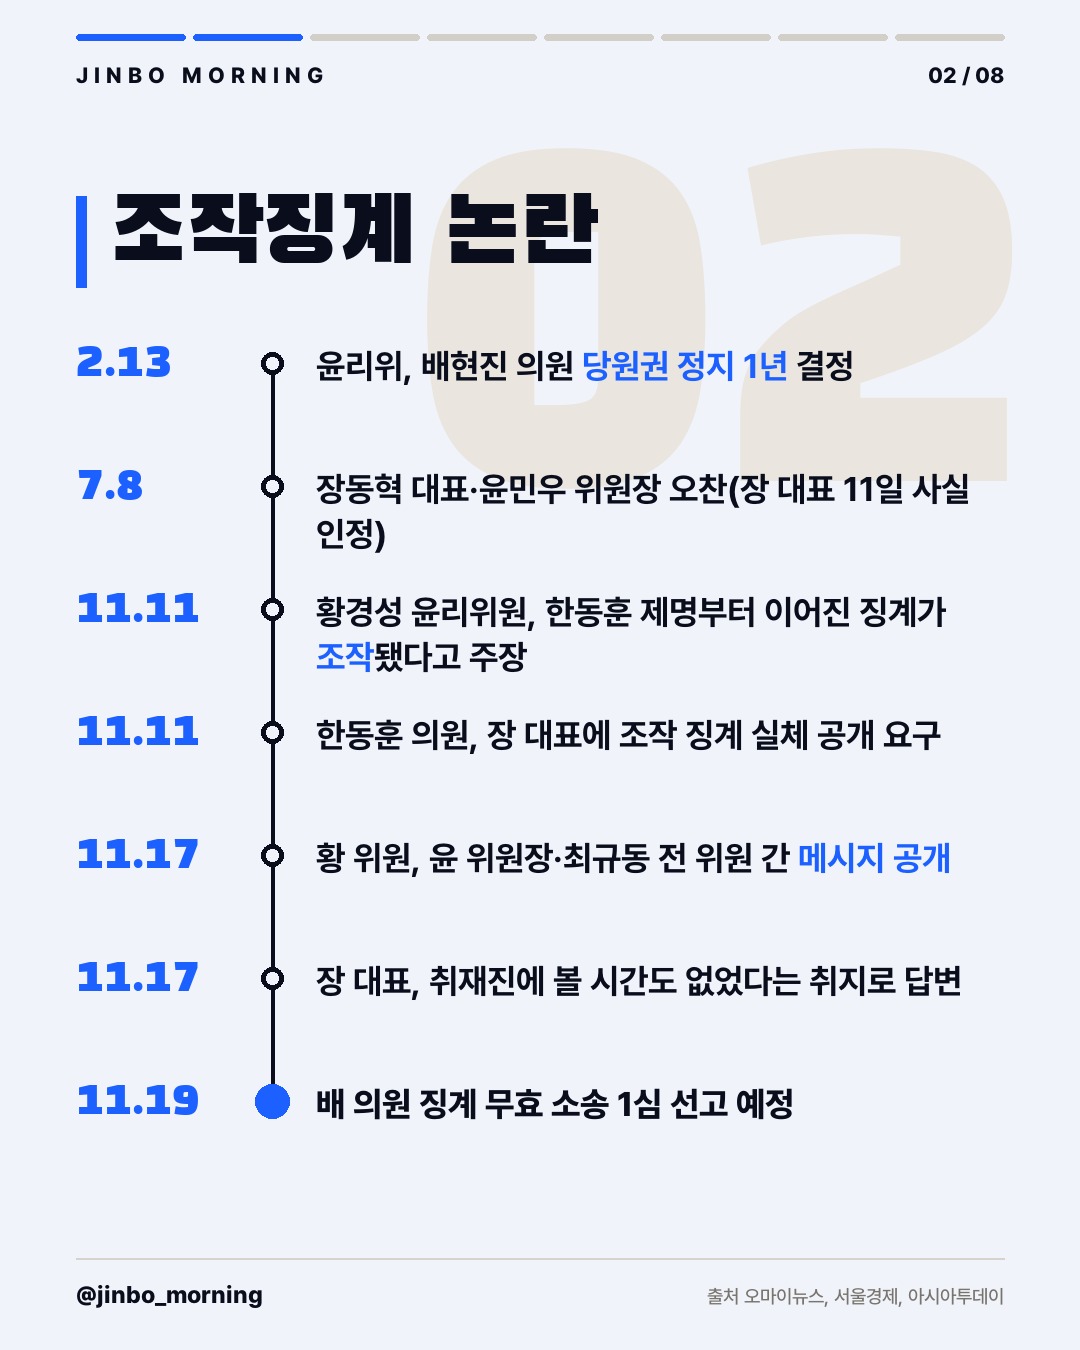 JINBO MORNING
02 / 08
02
조작징계 논란
2.13
윤리위, 배현진 의원 당원권 정지 1년 결정
7.8
장동혁 대표·윤민우 위원장 오찬(장 대표 11일 사실
인정)
11.11
황경성 윤리위원, 한동훈 제명부터 이어진 징계가
조작됐다고 주장
11.11
한동훈 의원, 장 대표에 조작 징계 실체 공개 요구
11.17
황 위원, 윤 위원장·최규동 전 위원 간 메시지 공개
11.17
장 대표, 취재진에 볼 시간도 없었다는 취지로 답변
11.19
배 의원 징계 무효 소송 1심 선고 예정
@jinbo_morning
출처 오마이뉴스, 서울경제, 아시아투데이